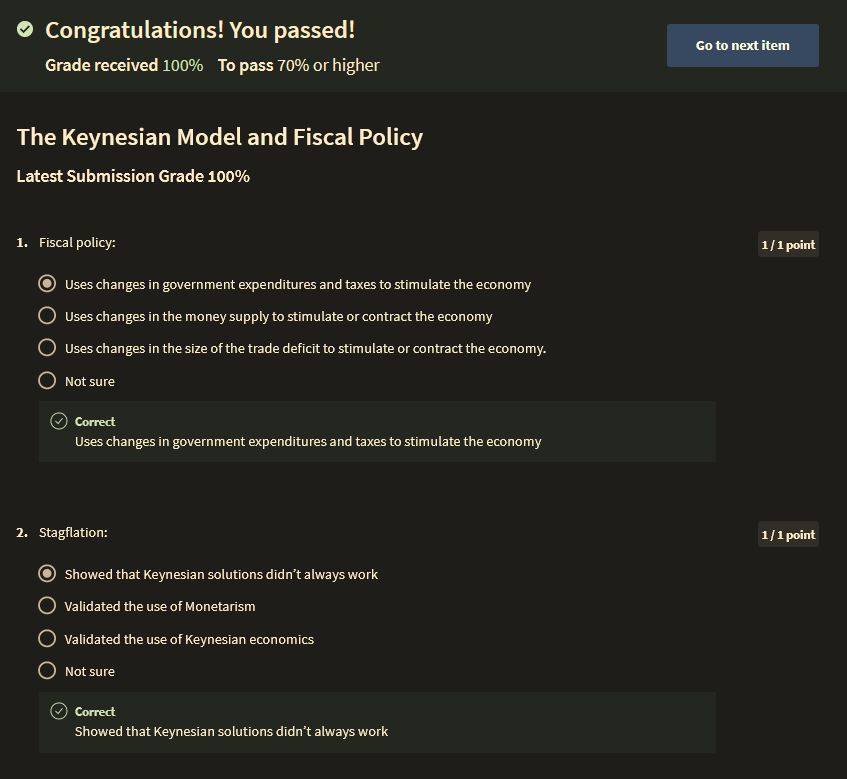 Congratulations! You passed!
Grade received 100% To pass 70% or higher
Go to next item
The Keynesian Model and Fiscal Policy
Latest Submission Grade 100%
1. Fiscal policy:
1 / 1 point
Uses changes in government expenditures and taxes to stimulate the economy
Uses changes in the money supply to stimulate or contract the economy
Uses changes in the size of the trade deficit to stimulate or contract the economy.
Not sure
Correct
Uses changes in government expenditures and taxes to stimulate the economy
2. Stagflation:
1 / 1 point
Showed that Keynesian solutions didn’t always work
Validated the use of Monetarism
Validated the use of Keynesian economics
Not sure
Correct
Showed that Keynesian solutions didn’t always work